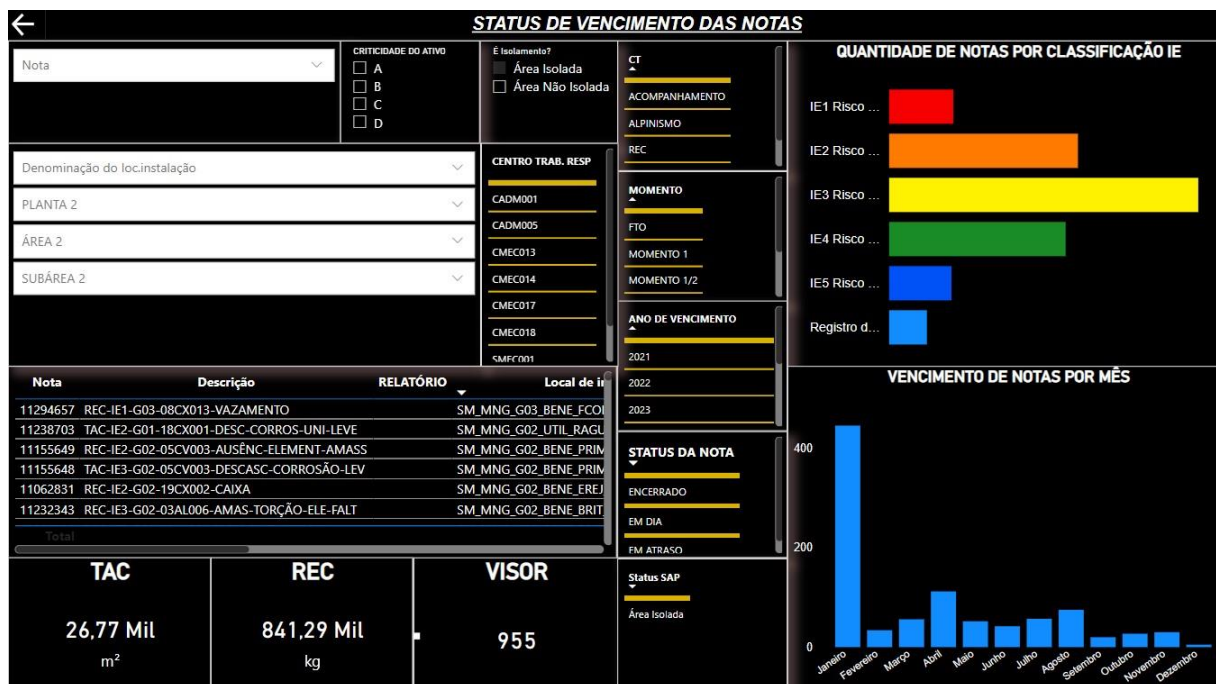 STATUS DE VENCIMENTO DAS NOTAS
Nota
CRITICIDADE DO ATIVO
A
B
C
D
É Isolamento?
Área Isolada
Área Não Isolada
CT
ACOMPANHAMENTO
ALPINISMO
REC
Denominação do loc.instalação
PLANTA 2
ÁREA 2
SUBÁREA 2
CENTRO TRAB. RESP
CADM001
CADM005
CMEC013
CMEC014
CMEC017
CMEC018
SMEC001
MOMENTO
FTO
MOMENTO 1
MOMENTO 1/2
ANO DE VENCIMENTO
2021
2022
2023
STATUS DA NOTA
ENCERRADO
EM DIA
EM ATRASO
Status SAP
Área Isolada
Nota Descrição RELATÓRIO Local de in
11294657 REC-IE1-G03-08CX013-VAZAMENTO SM_MNG_G03_BENE_FCO
11238703 TAC-IE2-G01-18CX001-DESC-CORROS-UNI-LEVE SM_MNG_G02_UTIL_RAGU
11155649 REC-IE2-G02-05CV003-AUSÊNC-ELEMENT-AMASS SM_MNG_G02_BENE_PRIM
11155648 TAC-IE3-G02-05CV003-DESCASC-CORROSÃO-LEV SM_MNG_G02_BENE_PRIM
11062831 REC-IE2-G02-19CX002-CAIXA SM_MNG_G02_BENE_EREJ
11232343 REC-IE3-G02-03AL006-AMAS-TORÇÃO-ELE-FALT SM_MNG_G02_BENE_BRIT
Total
TAC
26,77 Mil
m²
REC
841,29 Mil
kg
VISOR
955
QUANTIDADE DE NOTAS POR CLASSIFICAÇÃO IE
IE1 Risco ...
IE2 Risco ...
IE3 Risco ...
IE4 Risco ...
IE5 Risco ...
Registro d...
VENCIMENTO DE NOTAS POR MÊS
400
200
0
Janeiro Fevereiro Março Abril Maio Junho Julho Agosto Setembro Outubro Novembro Dezembro